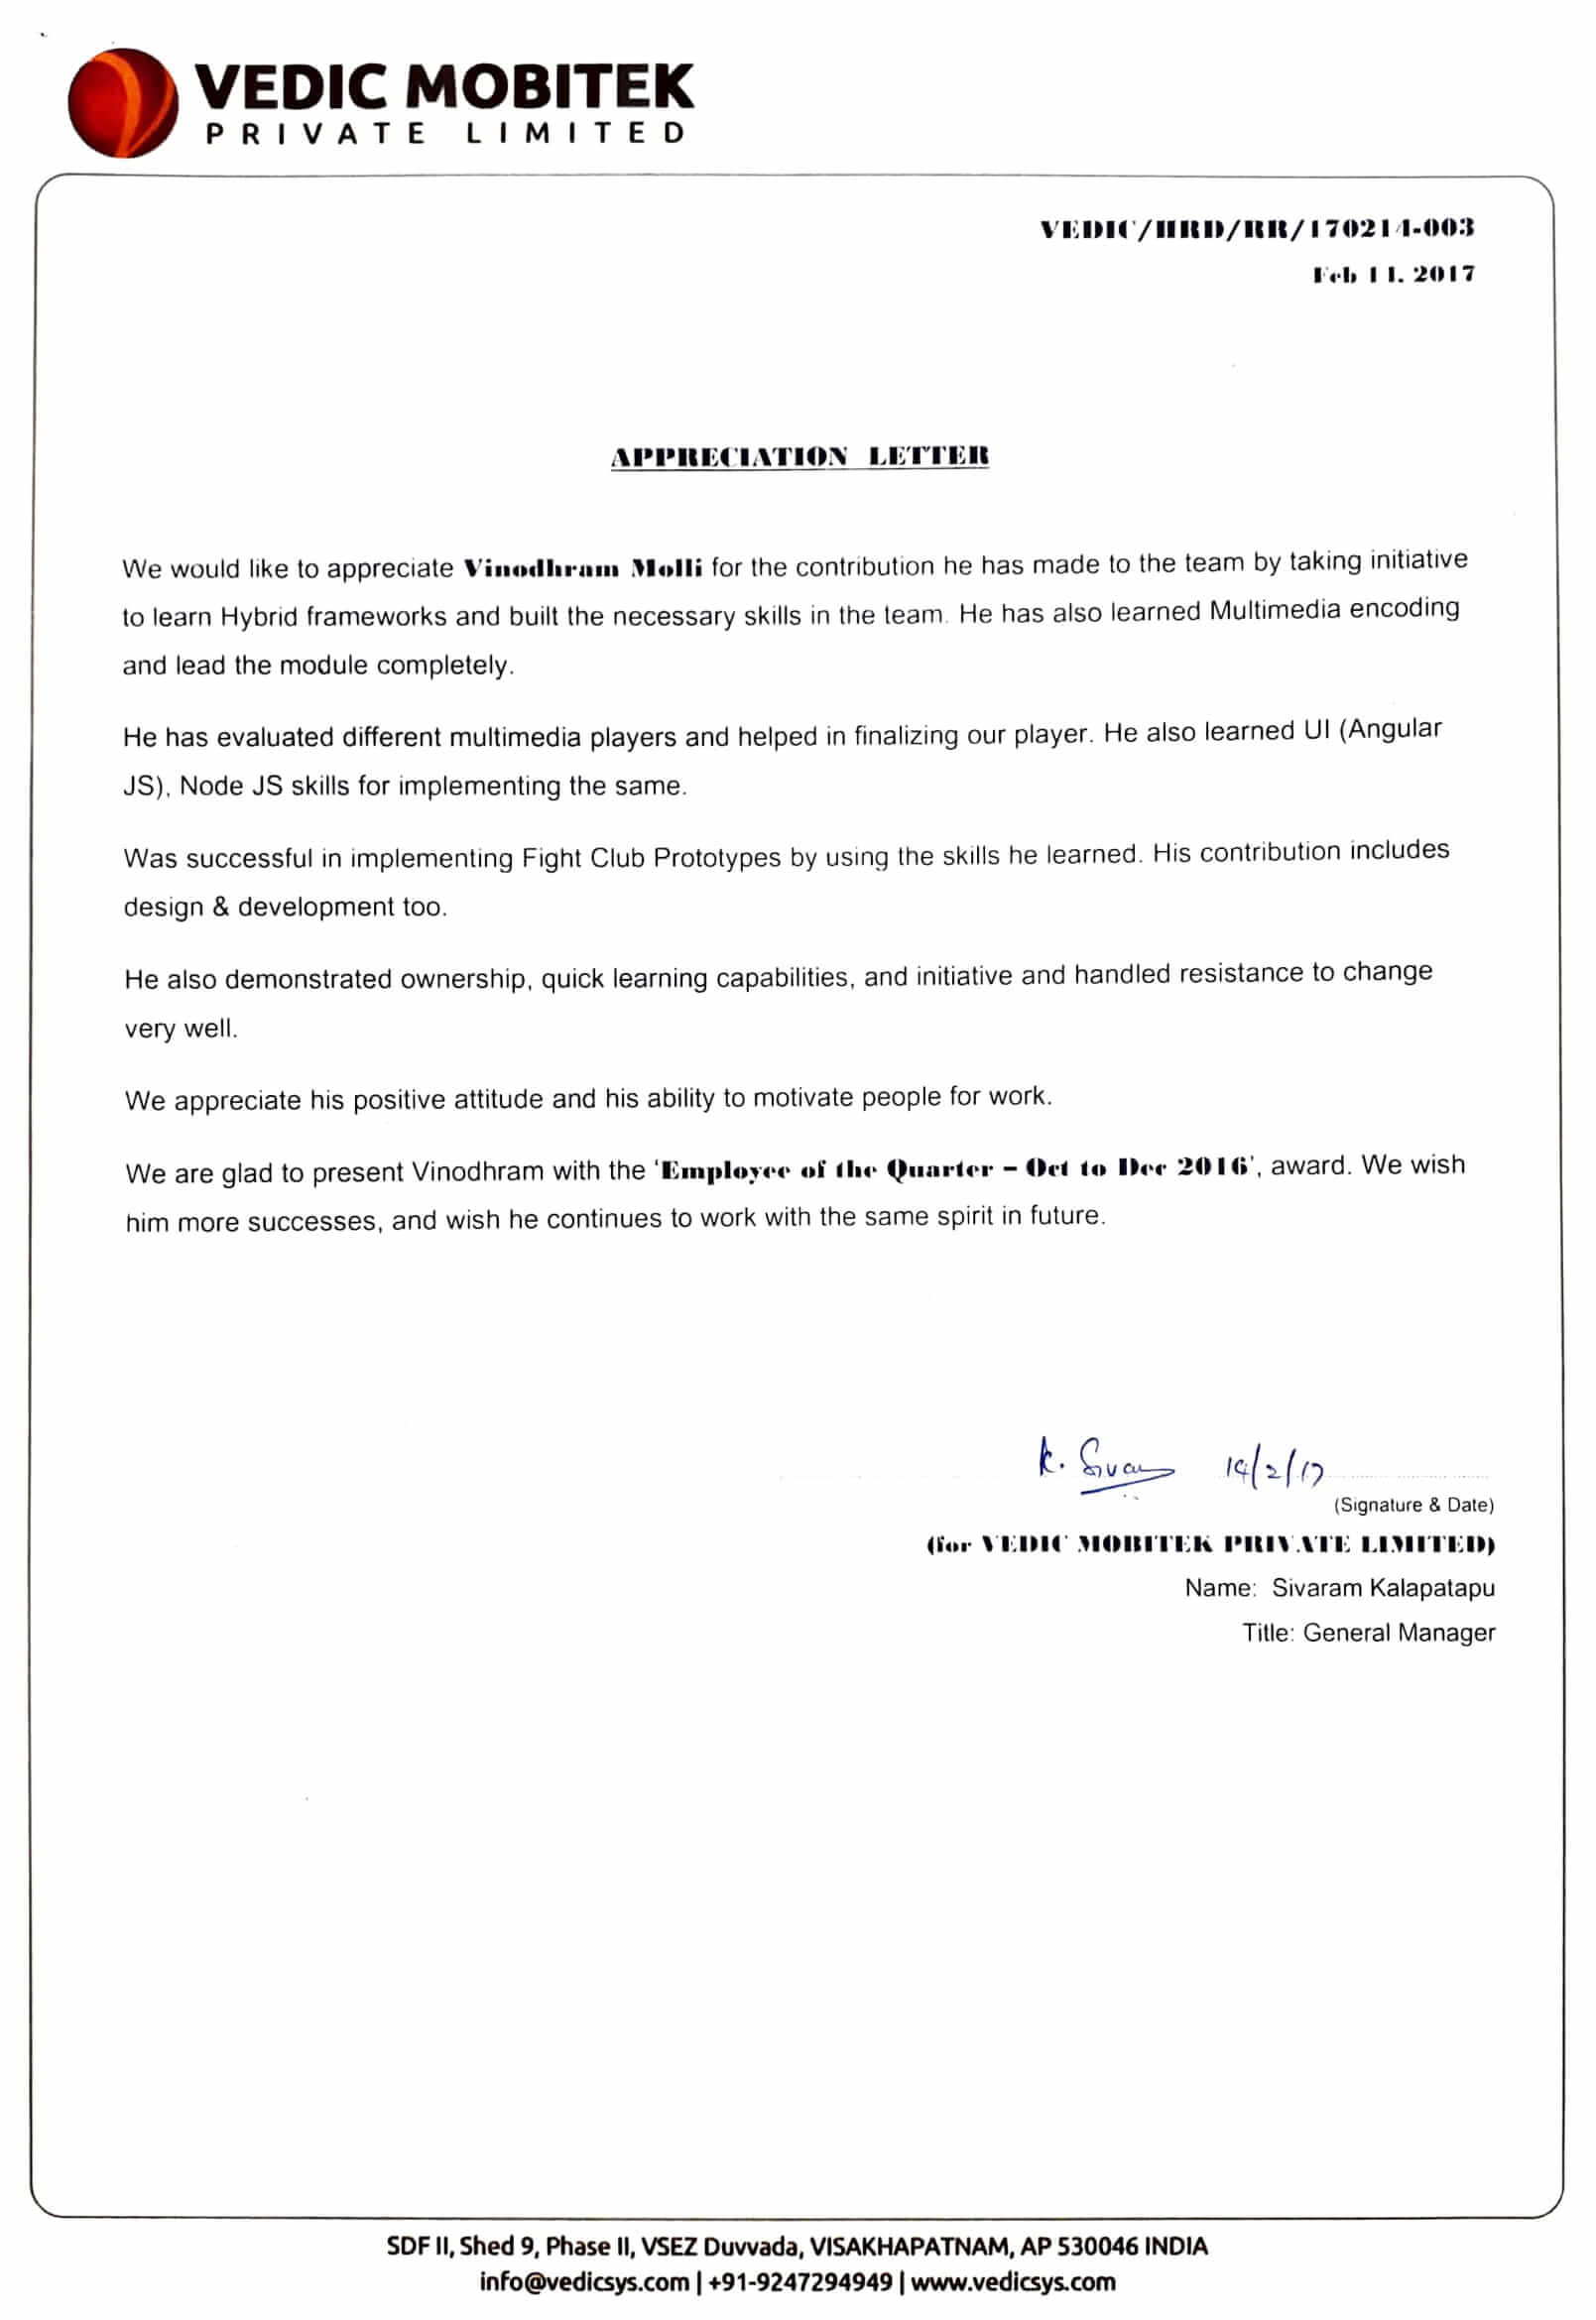 VEDIC MOBITEK
PRIVATE LIMITED
VEDIC/HRD/RR/170214-003
Feb 14, 2017
APPRECIATION LETTER
We would like to appreciate Vinodhram Molli for the contribution he has made to the team by taking initiative
to learn Hybrid frameworks and built the necessary skills in the team. He has also learned Multimedia encoding
and lead the module completely.
He has evaluated different multimedia players and helped in finalizing our player. He also learned UI (Angular
JS), Node JS skills for implementing the same.
Was successful in implementing Fight Club Prototypes by using the skills he learned. His contribution includes
design & development too.
He also demonstrated ownership, quick learning capabilities, and initiative and handled resistance to change
very well.
We appreciate his positive attitude and his ability to motivate people for work.
We are glad to present Vinodhram with the 'Employee of the Quarter – Oct to Dec 2016', award. We wish
him more successes, and wish he continues to work with the same spirit in future.
K. Sivaram 14/2/17
(Signature & Date)
(for VEDIC MOBITEK PRIVATE LIMITED)
Name: Sivaram Kalapatapu
Title: General Manager
SDF II, Shed 9, Phase II, VSEZ Duvvada, VISAKHAPATNAM, AP 530046 INDIA
info@vedicsys.com | +91-9247294949 | www.vedicsys.com